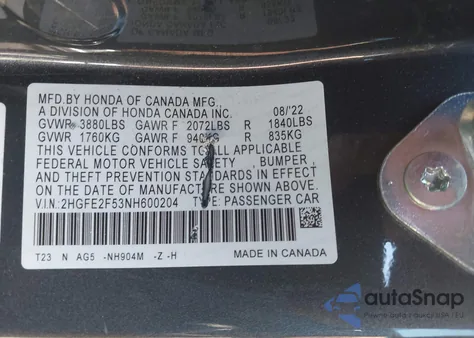 MFD.BY HONDA OF CANADA MFG.,
A DIVISION OF HONDA CANADA INC. 08/'22
GVWR 3880LBS GAWR F 2072LBS R 1840LBS
GVWR 1760KG GAWR F 940KG R 835KG
THIS VEHICLE CONFORMS TO ALL APPLICABLE
FEDERAL MOTOR VEHICLE SAFETY , BUMPER ,
AND THEFT PREVENTION STANDARDS IN EFFECT
ON THE DATE OF MANUFACTURE SHOWN ABOVE.
V.I.N.: 2HGFE2F53NH600204 TYPE: PASSENGER CAR
T23 N AG5 -NH904M -Z -H MADE IN CANADA
autoSnap